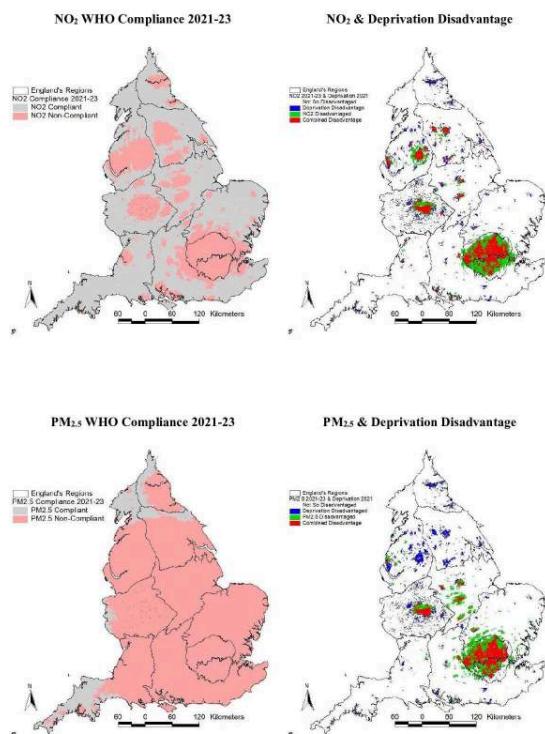 NO₂ WHO Compliance 2021-23
England's Regions
NO2 Compliance 2021-23
NO2 Compliant
NO2 Non-Compliant
N
60 0 60 120 Kilometers
NO₂ & Deprivation Disadvantage
England's Regions
NO2 2021-23 & Deprivation 2021
Not So Disadvantaged
Deprivation Disadvantaged
NO2 Disadvantaged
Combined Disadvantage
N
60 0 60 120 Kilometers
PM₂.₅ WHO Compliance 2021-23
England's Regions
PM2.5 Compliance 2021-23
PM2.5 Compliant
PM2.5 Non-Compliant
N
60 0 60 120 Kilometers
PM₂.₅ & Deprivation Disadvantage
England's Regions
PM2.5 2021-23 & Deprivation 2021
Not So Disadvantaged
Deprivation Disadvantaged
PM2.5 Disadvantaged
Combined Disadvantage
N
60 0 60 120 Kilometers